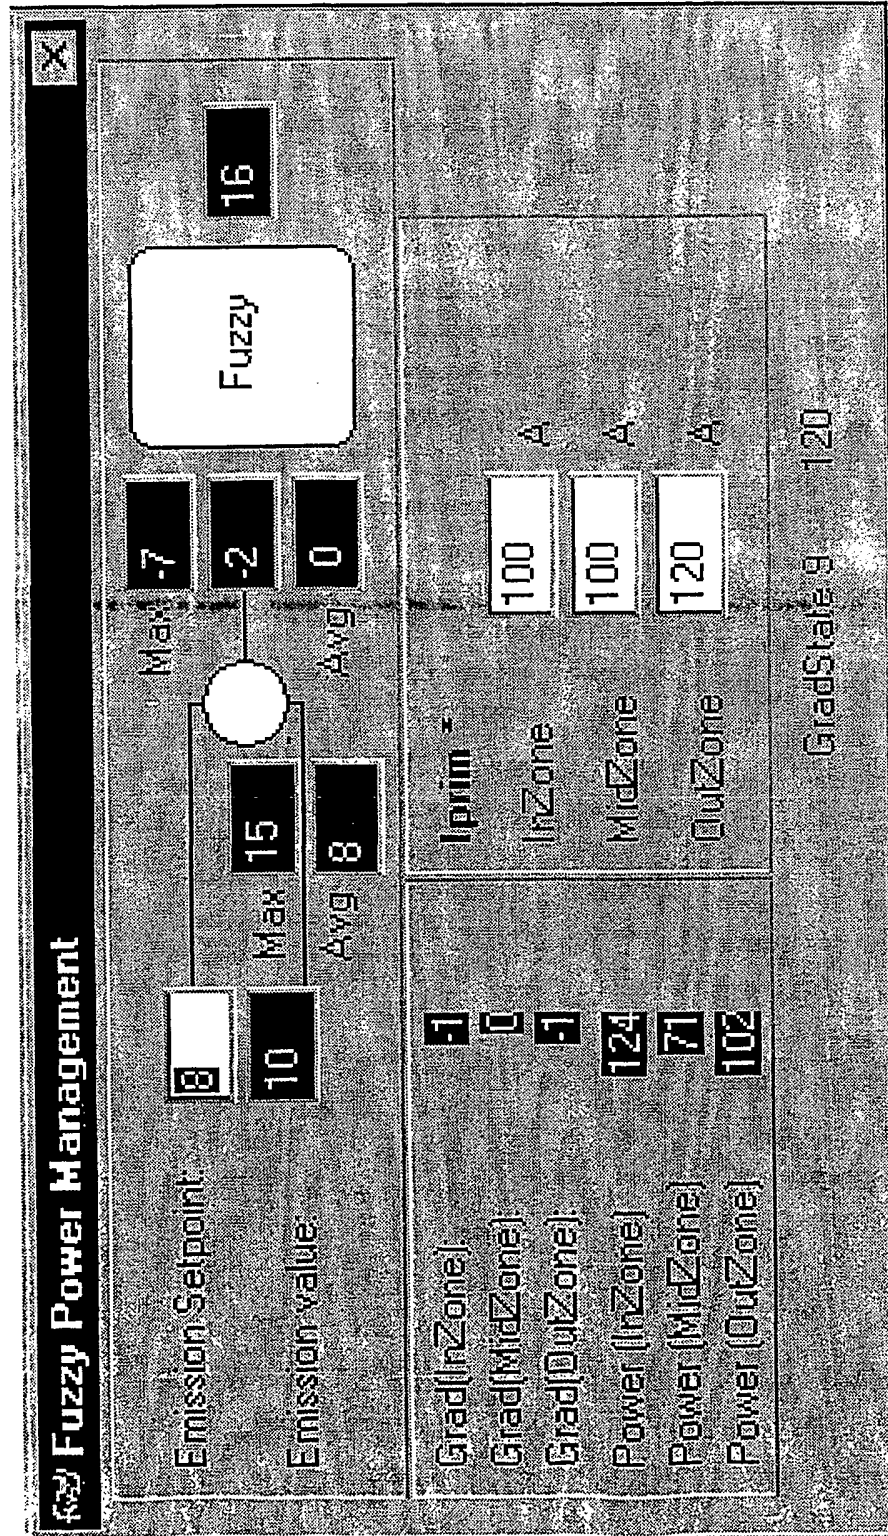 Fuzzy Power Management
Emission Setpoint: 8
Emission value: 10
Max 15
Avg 8
Max -7
-2
Avg 0
Fuzzy
16
Grad(InZone): -1
Grad(MidZone): 0
Grad(OutZone): -1
Power (InZone) 124
Power (MidZone) 71
Power (OutZone) 102
Iprim =
InZone 100 A
MidZone 100 A
OutZone 120 A
120